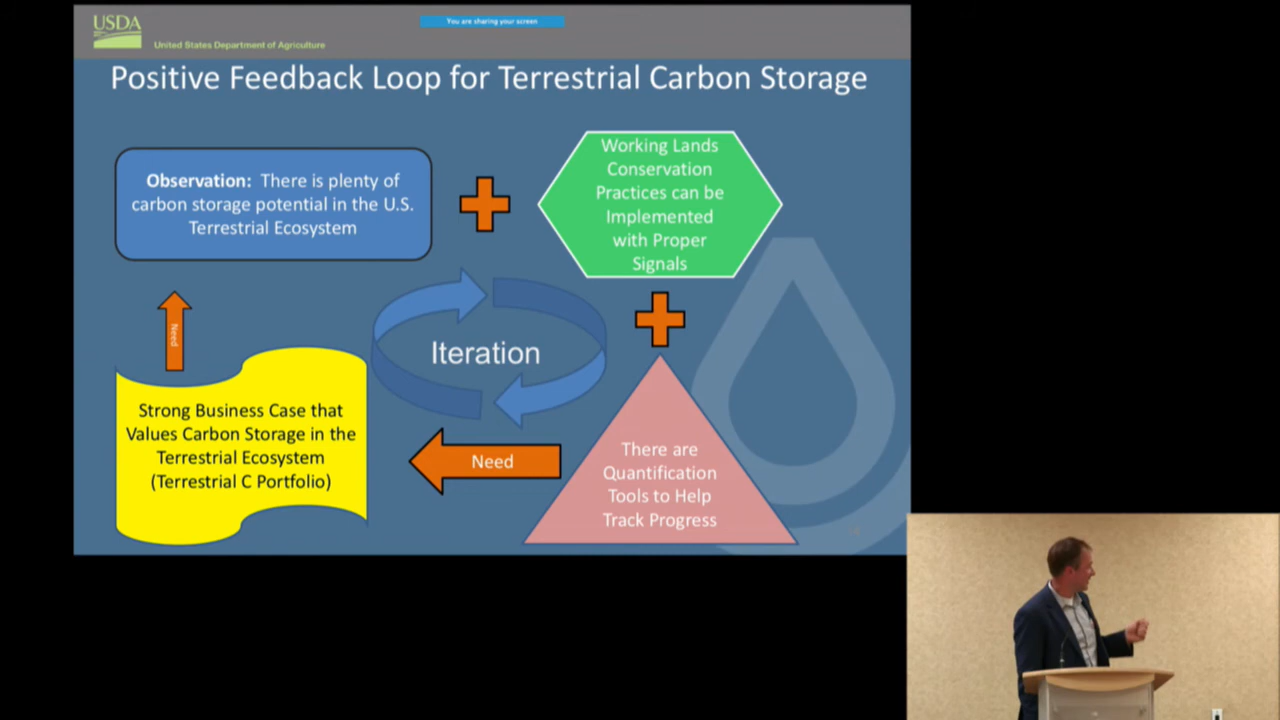 USDA
You are sharing your screen
United States Department of Agriculture
Positive Feedback Loop for Terrestrial Carbon Storage
Observation: There is plenty of
carbon storage potential in the U.S.
Terrestrial Ecosystem
Working Lands
Conservation
Practices can be
Implemented
with Proper
Signals
Need
Iteration
Strong Business Case that
Values Carbon Storage in the
Terrestrial Ecosystem
(Terrestrial C Portfolio)
Need
There are
Quantification
Tools to Help
Track Progress